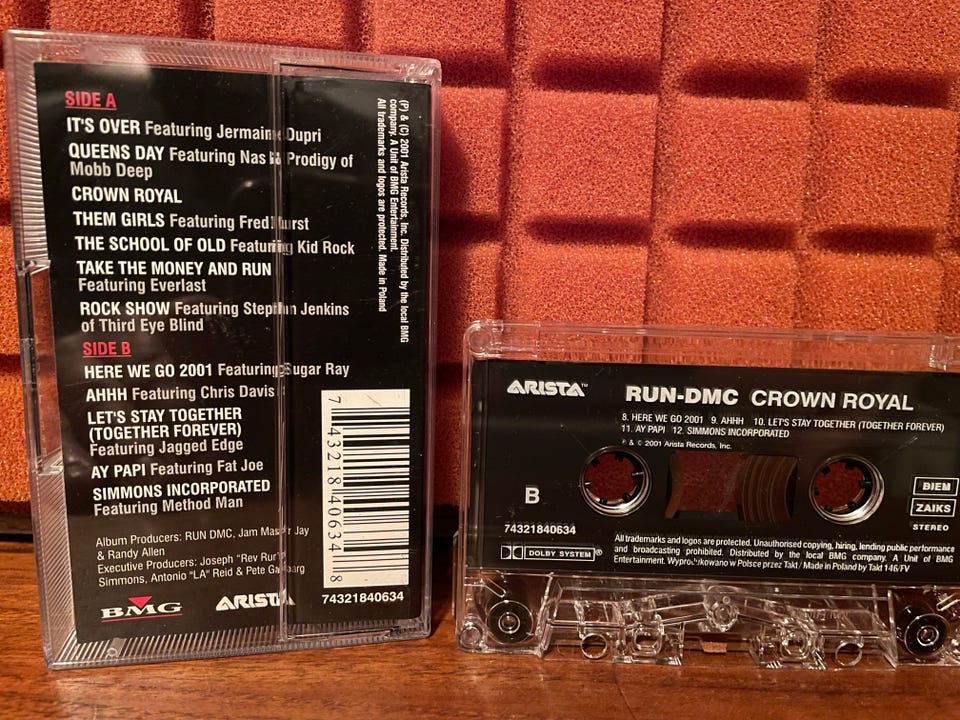 SIDE A
IT'S OVER Featuring Jermaine Dupri
QUEENS DAY Featuring Nas & Prodigy of
Mobb Deep
CROWN ROYAL
THEM GIRLS Featuring Fred Durst
THE SCHOOL OF OLD Featuring Kid Rock
TAKE THE MONEY AND RUN
Featuring Everlast
ROCK SHOW Featuring Stephan Jenkins
of Third Eye Blind
SIDE B
HERE WE GO 2001 Featuring Sugar Ray
AHHH Featuring Chris Davis
LET'S STAY TOGETHER
(TOGETHER FOREVER)
Featuring Jagged Edge
AY PAPI Featuring Fat Joe
SIMMONS INCORPORATED
Featuring Method Man
Album Producers: RUN DMC, Jam Master Jay
& Randy Allen
Executive Producers: Joseph "Rev Run"
Simmons, Antonio "LA" Reid & Pete
BMG ARISTA 74321840634
(P) & (C) 2001 Arista Records, Inc. Distributed by the local BMG
company. A Unit of BMG Entertainment.
All trademarks and logos are protected. Made in Poland
7 43218 40634 8
ARISTA™ RUN-DMC CROWN ROYAL
8. HERE WE GO 2001 9. AHHH 10. LET'S STAY TOGETHER (TOGETHER FOREVER)
11. AY PAPI 12. SIMMONS INCORPORATED
℗ & © 2001 Arista Records, Inc.
B
BIEM
ZAIKS
STEREO
74321840634
DOLBY SYSTEM®
All trademarks and logos are protected. Unauthorised copying, hiring, lending public performance
and broadcasting prohibited. Distributed by the local BMG company. A Unit of BMG
Entertainment. Wyprodukowano w Polsce przez Takt / Made in Poland by Takt 146/FV